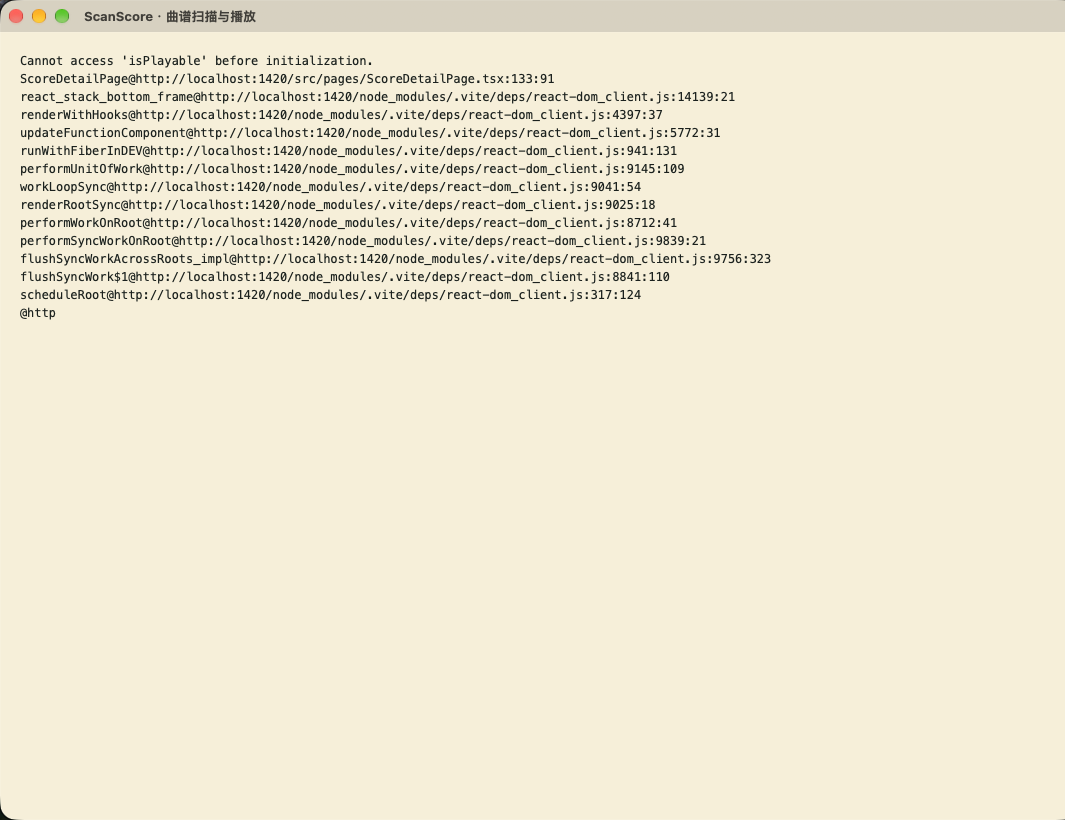 ScanScore · 曲谱扫描与播放
Cannot access 'isPlayable' before initialization.
ScoreDetailPage@http://localhost:1420/src/pages/ScoreDetailPage.tsx:133:91
react_stack_bottom_frame@http://localhost:1420/node_modules/.vite/deps/react-dom_client.js:14139:21
renderWithHooks@http://localhost:1420/node_modules/.vite/deps/react-dom_client.js:4397:37
updateFunctionComponent@http://localhost:1420/node_modules/.vite/deps/react-dom_client.js:5772:31
runWithFiberInDEV@http://localhost:1420/node_modules/.vite/deps/react-dom_client.js:941:131
performUnitOfWork@http://localhost:1420/node_modules/.vite/deps/react-dom_client.js:9145:109
workLoopSync@http://localhost:1420/node_modules/.vite/deps/react-dom_client.js:9041:54
renderRootSync@http://localhost:1420/node_modules/.vite/deps/react-dom_client.js:9025:18
performWorkOnRoot@http://localhost:1420/node_modules/.vite/deps/react-dom_client.js:8712:41
performSyncWorkOnRoot@http://localhost:1420/node_modules/.vite/deps/react-dom_client.js:9839:21
flushSyncWorkAcrossRoots_impl@http://localhost:1420/node_modules/.vite/deps/react-dom_client.js:9756:323
flushSyncWork$1@http://localhost:1420/node_modules/.vite/deps/react-dom_client.js:8841:110
scheduleRoot@http://localhost:1420/node_modules/.vite/deps/react-dom_client.js:317:124
@http